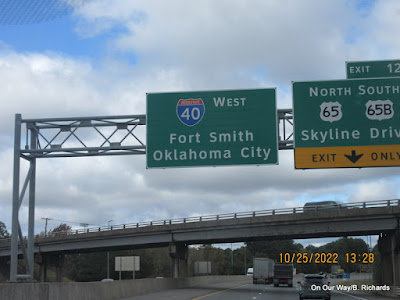 INTERSTATE
40
WEST
Fort Smith
Oklahoma City
EXIT 12
NORTH SOUTH
65 65B
Skyline Driv
EXIT ONLY
10/25/2022 13:28
On Our Way/B. Richards